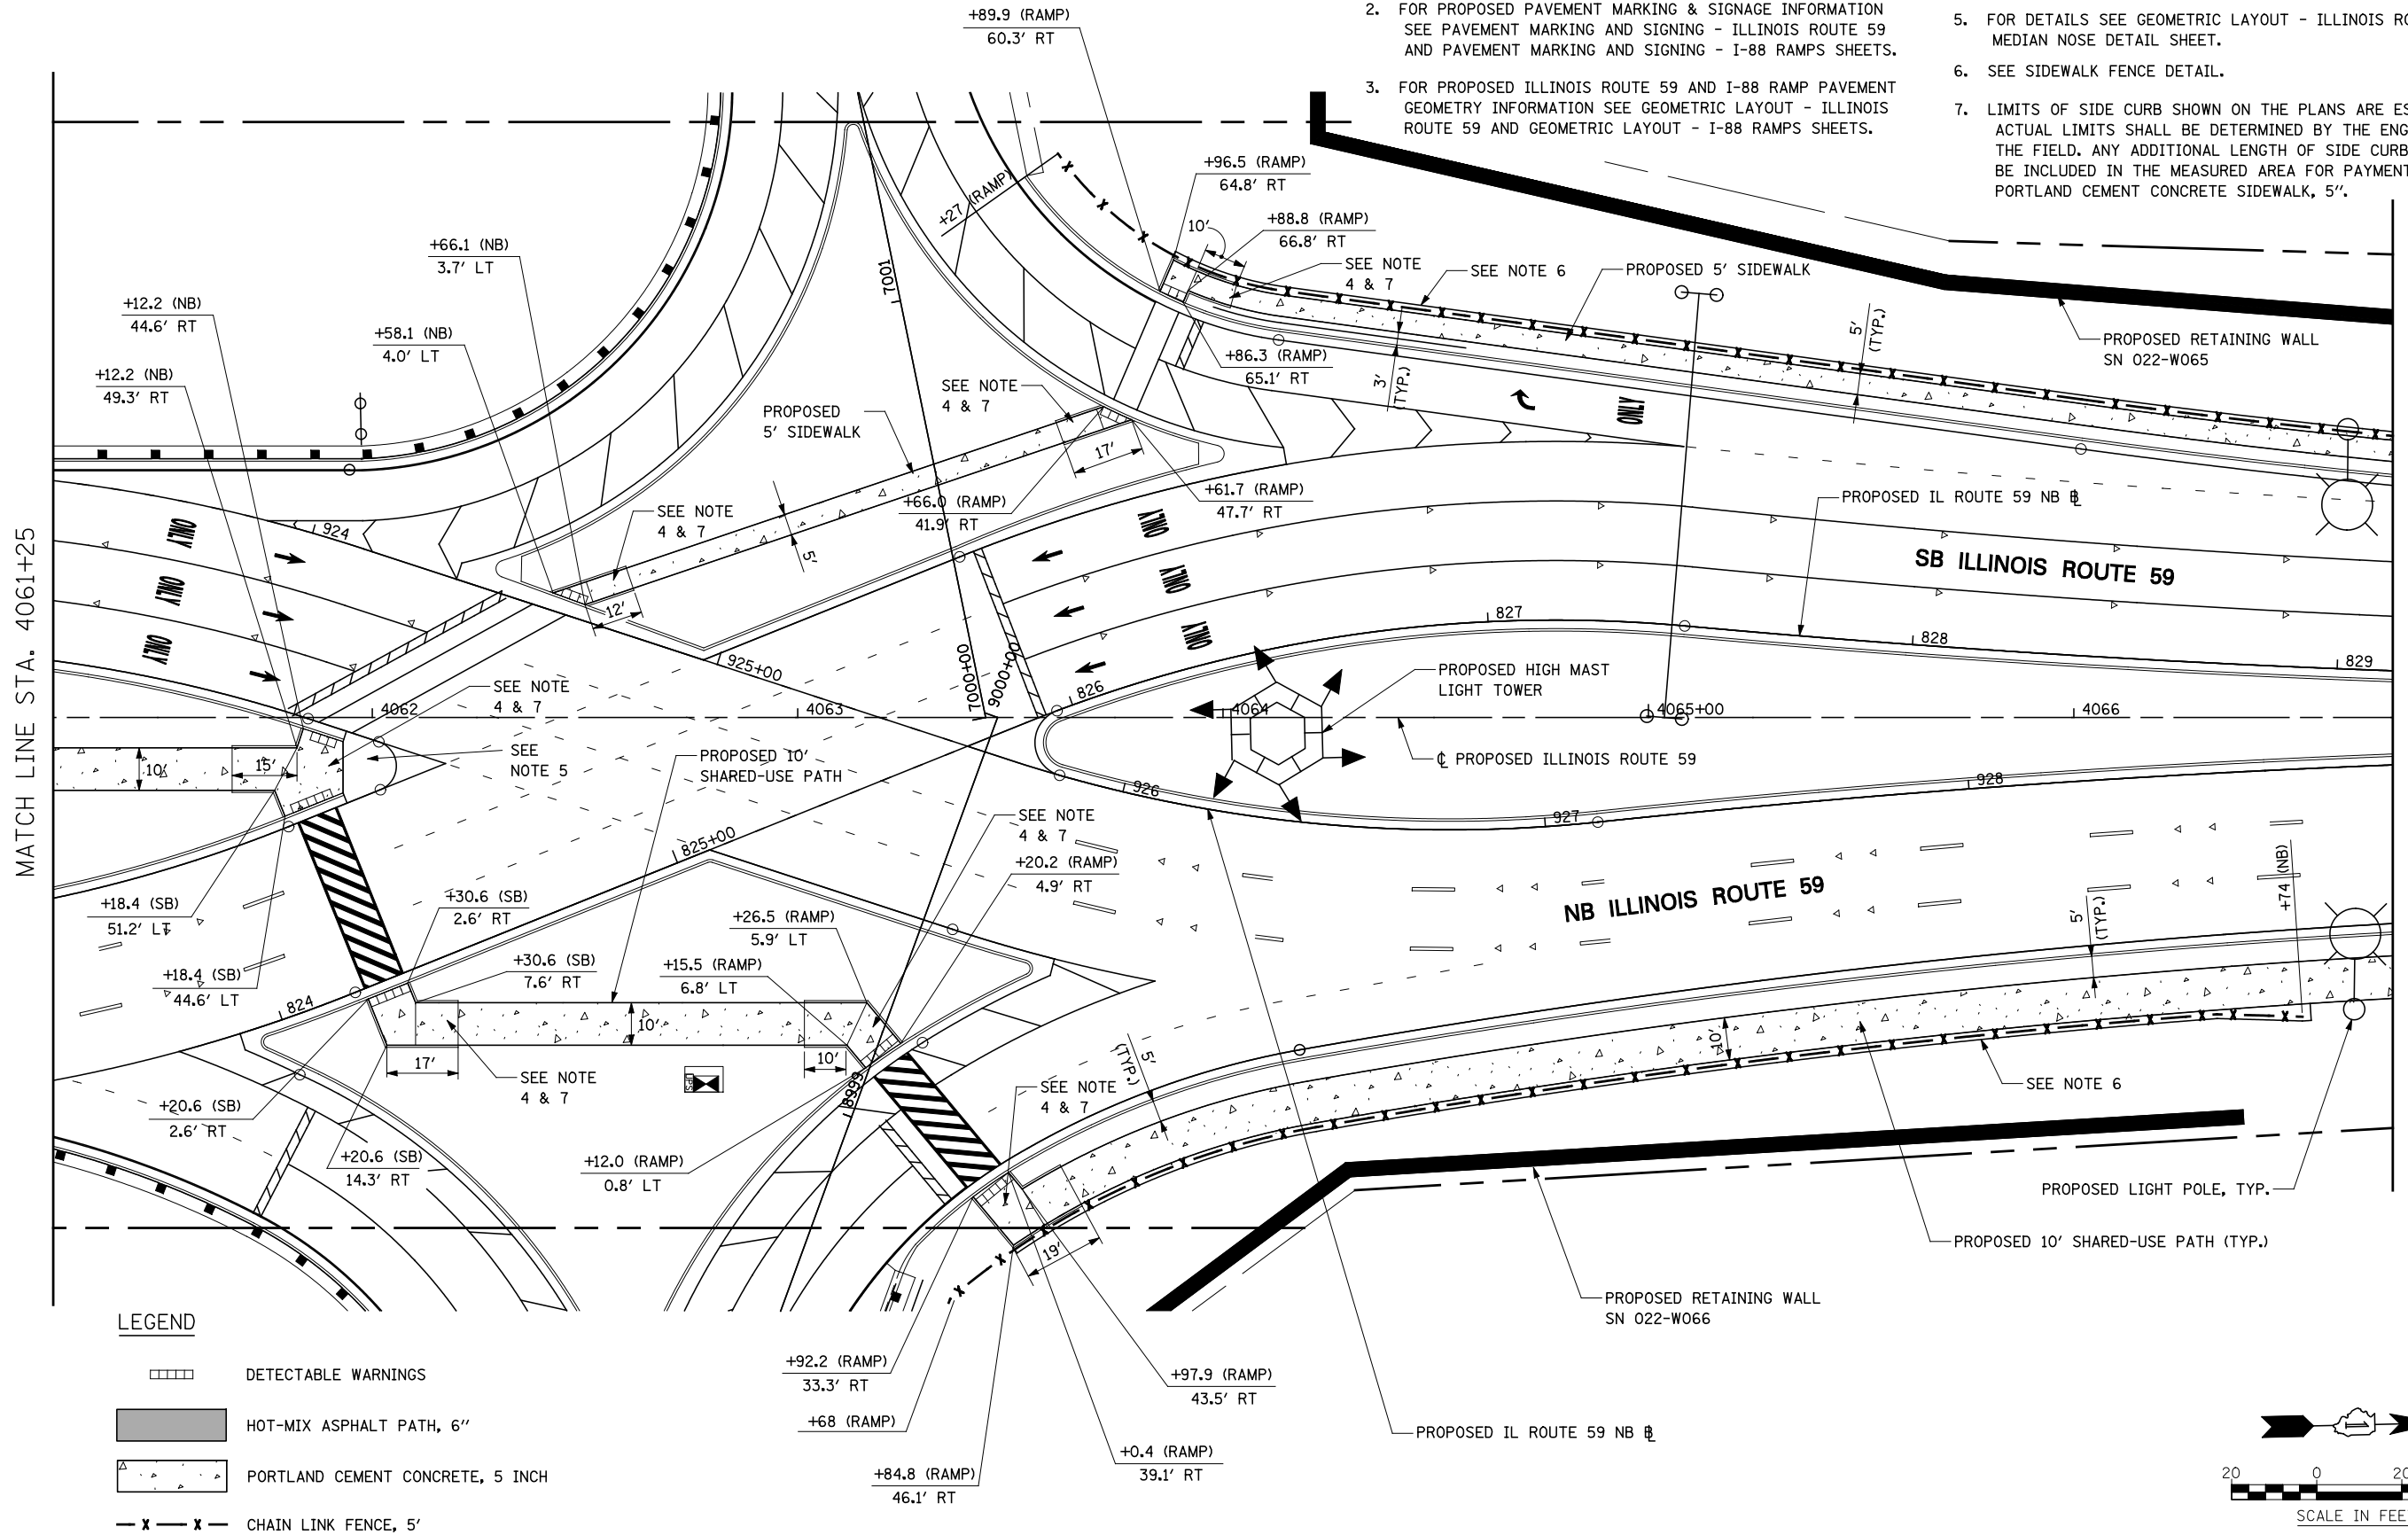 2. FOR PROPOSED PAVEMENT MARKING & SIGNAGE INFORMATION
SEE PAVEMENT MARKING AND SIGNING - ILLINOIS ROUTE 59
AND PAVEMENT MARKING AND SIGNING - I-88 RAMPS SHEETS.
3. FOR PROPOSED ILLINOIS ROUTE 59 AND I-88 RAMP PAVEMENT
GEOMETRY INFORMATION SEE GEOMETRIC LAYOUT - ILLINOIS
ROUTE 59 AND GEOMETRIC LAYOUT - I-88 RAMPS SHEETS.
5. FOR DETAILS SEE GEOMETRIC LAYOUT - ILLINOIS
MEDIAN NOSE DETAIL SHEET.
6. SEE SIDEWALK FENCE DETAIL.
7. LIMITS OF SIDE CURB SHOWN ON THE PLANS ARE
ACTUAL LIMITS SHALL BE DETERMINED BY THE
THE FIELD. ANY ADDITIONAL LENGTH OF SIDE CURB
BE INCLUDED IN THE MEASURED AREA FOR PAYMENT
PORTLAND CEMENT CONCRETE SIDEWALK, 5".
+89.9 (RAMP)
60.3' RT
+96.5 (RAMP)
64.8' RT
+27 (RAMP)
10'
+88.8 (RAMP)
66.8' RT
SEE NOTE
4 & 7
SEE NOTE 6
PROPOSED 5' SIDEWALK
+66.1 (NB)
3.7' LT
+12.2 (NB)
44.6' RT
+58.1 (NB)
4.0' LT
+12.2 (NB)
49.3' RT
7001
+86.3 (RAMP)
65.1' RT
3'
(TYP.)
5'
(TYP.)
PROPOSED RETAINING WALL
SN 022-W065
ONLY
SEE NOTE
4 & 7
PROPOSED
5' SIDEWALK
17'
+66.0 (RAMP)
41.9' RT
+61.7 (RAMP)
47.7' RT
SEE NOTE
4 & 7
5'
12'
PROPOSED IL ROUTE 59 NB ℄
SB ILLINOIS ROUTE 59
MATCH LINE STA. 4061+25
924
ONLY
ONLY
ONLY
ONLY
ONLY
ONLY
925+00
7000+00
9000+00
826
827
828
829
PROPOSED HIGH MAST
LIGHT TOWER
SEE NOTE
4 & 7
4062
4063
4064
4065+00
4066
SEE
NOTE 5
10'
15'
PROPOSED 10'
SHARED-USE PATH
℄ PROPOSED ILLINOIS ROUTE 59
926
927
928
825+00
SEE NOTE
4 & 7
+20.2 (RAMP)
4.9' RT
NB ILLINOIS ROUTE 59
+74 (NB)
5'
(TYP.)
+18.4 (SB)
51.2' LT
+30.6 (SB)
2.6' RT
+26.5 (RAMP)
5.9' LT
+18.4 (SB)
44.6' LT
+30.6 (SB)
7.6' RT
+15.5 (RAMP)
6.8' LT
824
10'
17'
10'
SEE NOTE
4 & 7
UPS
8999
5'
(TYP.)
10'
SEE NOTE
4 & 7
SEE NOTE 6
+20.6 (SB)
2.6' RT
+20.6 (SB)
14.3' RT
+12.0 (RAMP)
0.8' LT
19'
PROPOSED LIGHT POLE, TYP.
PROPOSED 10' SHARED-USE PATH (TYP.)
PROPOSED RETAINING WALL
SN 022-W066
+92.2 (RAMP)
33.3' RT
+97.9 (RAMP)
43.5' RT
+68 (RAMP)
+0.4 (RAMP)
39.1' RT
+84.8 (RAMP)
46.1' RT
PROPOSED IL ROUTE 59 NB ℄
LEGEND
DETECTABLE WARNINGS
HOT-MIX ASPHALT PATH, 6"
PORTLAND CEMENT CONCRETE, 5 INCH
CHAIN LINK FENCE, 5'
20 0 20
SCALE IN